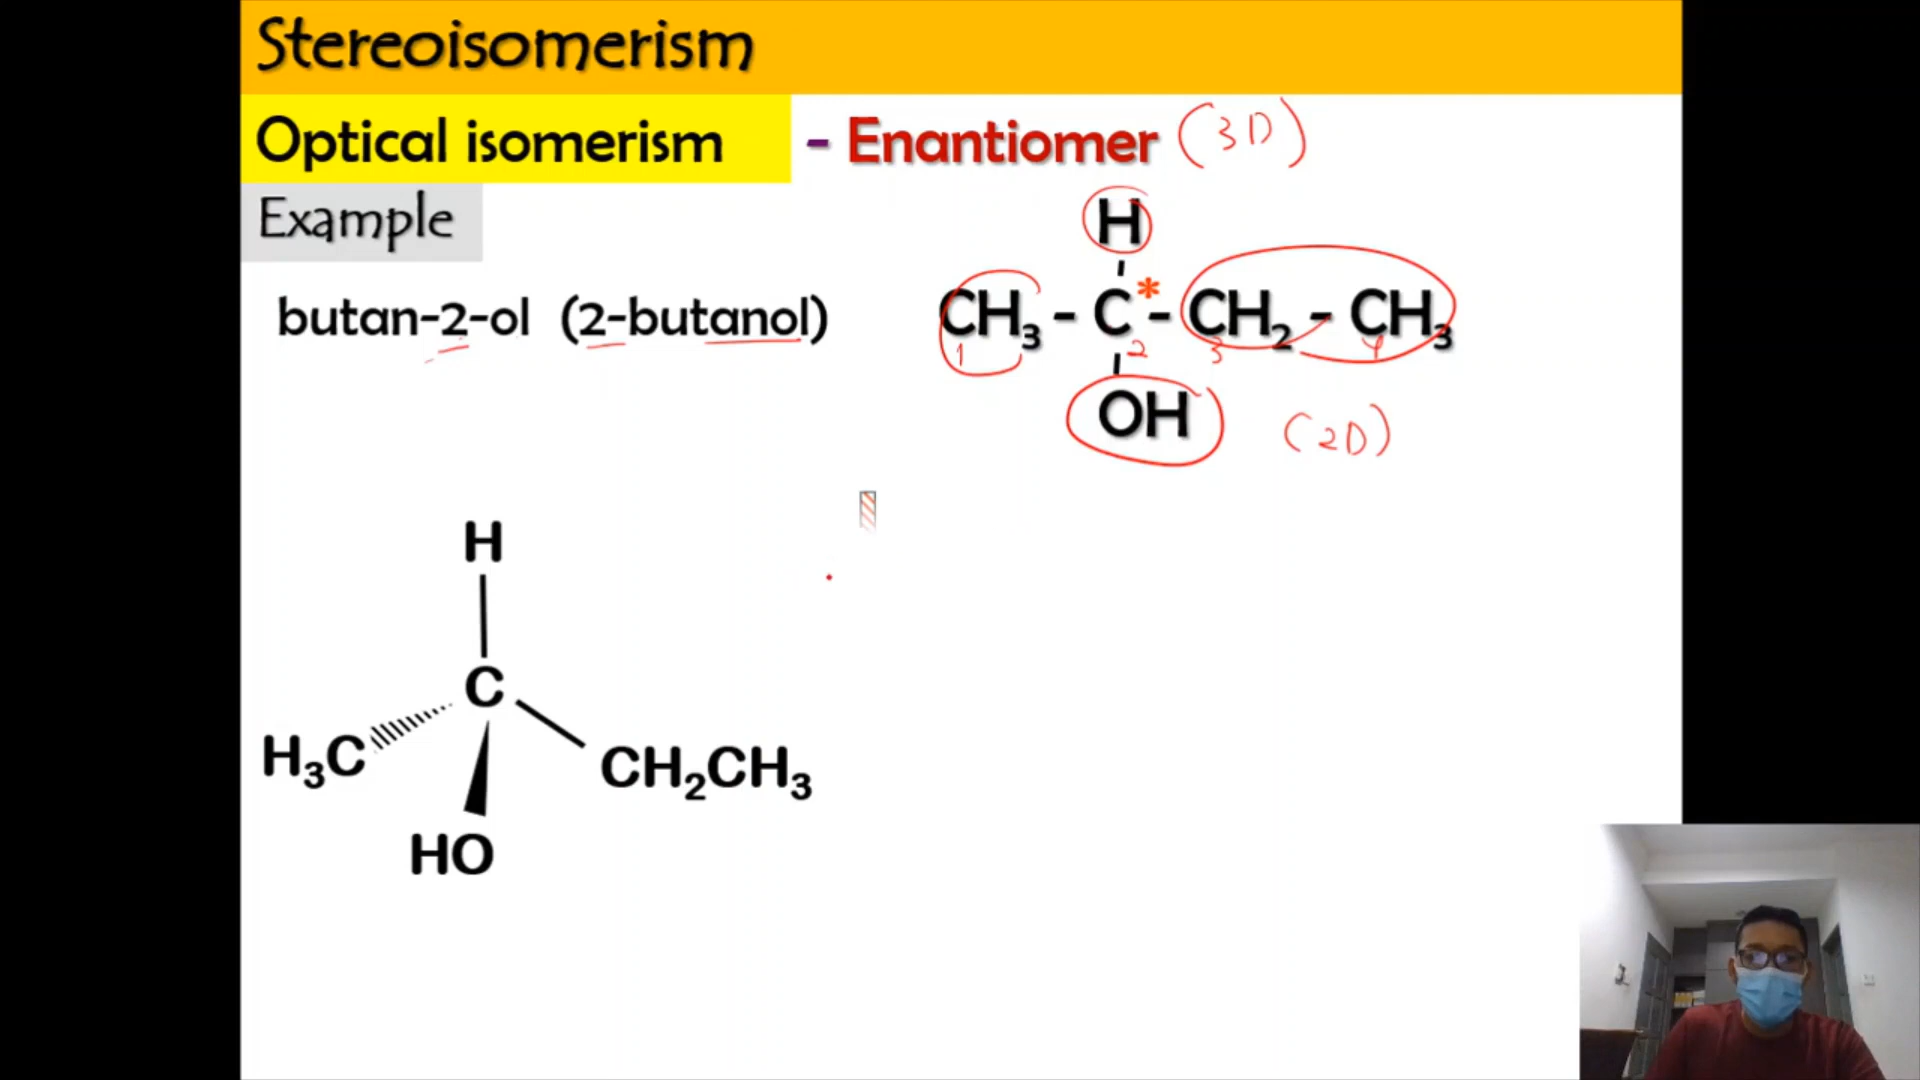 Stereoisomerism
Optical isomerism - Enantiomer (3D)
Example
H
butan-2-ol (2-butanol)
CH₃ - C* - CH₂ - CH₃
1 2 3 4
OH
(2D)
H
C
H₃C
CH₂CH₃
HO